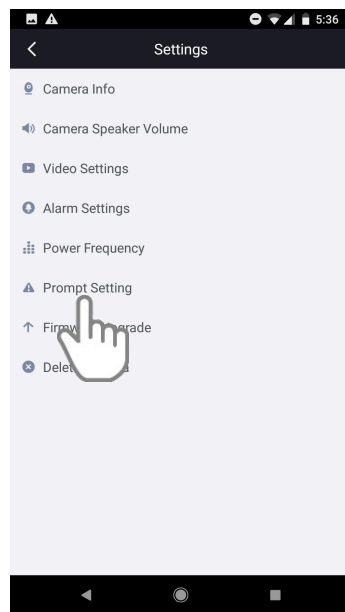 5:36
Settings
Camera Info
Camera Speaker Volume
Video Settings
Alarm Settings
Power Frequency
Prompt Setting